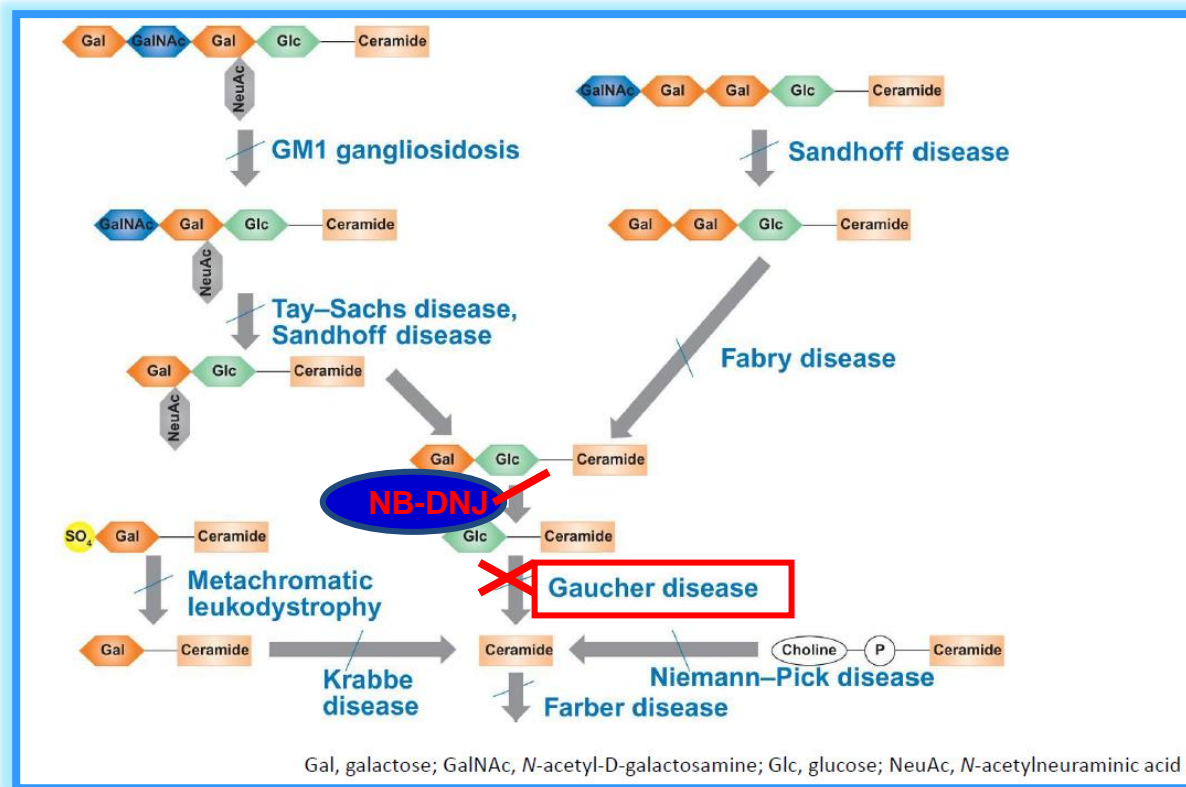 Gal GalNAc Gal Glc Ceramide
NeuAc
GalNAc Gal Gal Glc Ceramide
GM1 gangliosidosis
Sandhoff disease
GalNAc Gal Glc Ceramide
NeuAc
Gal Gal Glc Ceramide
Tay–Sachs disease,
Sandhoff disease
Fabry disease
Gal Glc Ceramide
NeuAc
Gal Glc Ceramide
NB-DNJ
SO4 Gal Ceramide
Glc Ceramide
Metachromatic
leukodystrophy
Gaucher disease
Gal Ceramide
Ceramide
Choline P Ceramide
Krabbe
disease
Niemann–Pick disease
Farber disease
Gal, galactose; GalNAc, N-acetyl-D-galactosamine; Glc, glucose; NeuAc, N-acetylneuraminic acid